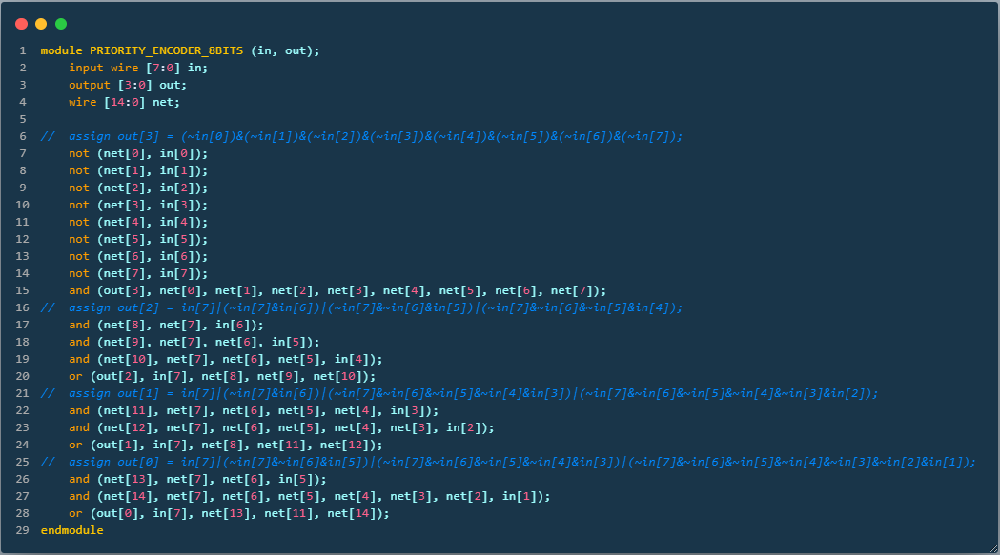 1 module PRIORITY_ENCODER_8BITS (in, out);
2     input wire [7:0] in;
3     output [3:0] out;
4     wire [14:0] net;
5
6 //  assign out[3] = (~in[0])&(~in[1])&(~in[2])&(~in[3])&(~in[4])&(~in[5])&(~in[6])&(~in[7]);
7     not (net[0], in[0]);
8     not (net[1], in[1]);
9     not (net[2], in[2]);
10     not (net[3], in[3]);
11     not (net[4], in[4]);
12     not (net[5], in[5]);
13     not (net[6], in[6]);
14     not (net[7], in[7]);
15     and (out[3], net[0], net[1], net[2], net[3], net[4], net[5], net[6], net[7]);
16 //  assign out[2] = in[7]|(~in[7]&in[6])|(~in[7]&~in[6]&in[5])|(~in[7]&~in[6]&~in[5]&in[4]);
17     and (net[8], net[7], in[6]);
18     and (net[9], net[7], net[6], in[5]);
19     and (net[10], net[7], net[6], net[5], in[4]);
20     or (out[2], in[7], net[8], net[9], net[10]);
21 //  assign out[1] = in[7]|(~in[7]&in[6])|(~in[7]&~in[6]&~in[5]&~in[4]&in[3])|(~in[7]&~in[6]&~in[5]&~in[4]&~in[3]&in[2]);
22     and (net[11], net[7], net[6], net[5], net[4], in[3]);
23     and (net[12], net[7], net[6], net[5], net[4], net[3], in[2]);
24     or (out[1], in[7], net[8], net[11], net[12]);
25 //  assign out[0] = in[7]|(~in[7]&~in[6]&in[5])|(~in[7]&~in[6]&~in[5]&~in[4]&in[3])|(~in[7]&~in[6]&~in[5]&~in[4]&~in[3]&~in[2]&in[1]);
26     and (net[13], net[7], net[6], in[5]);
27     and (net[14], net[7], net[6], net[5], net[4], net[3], net[2], in[1]);
28     or (out[0], in[7], net[13], net[11], net[14]);
29 endmodule